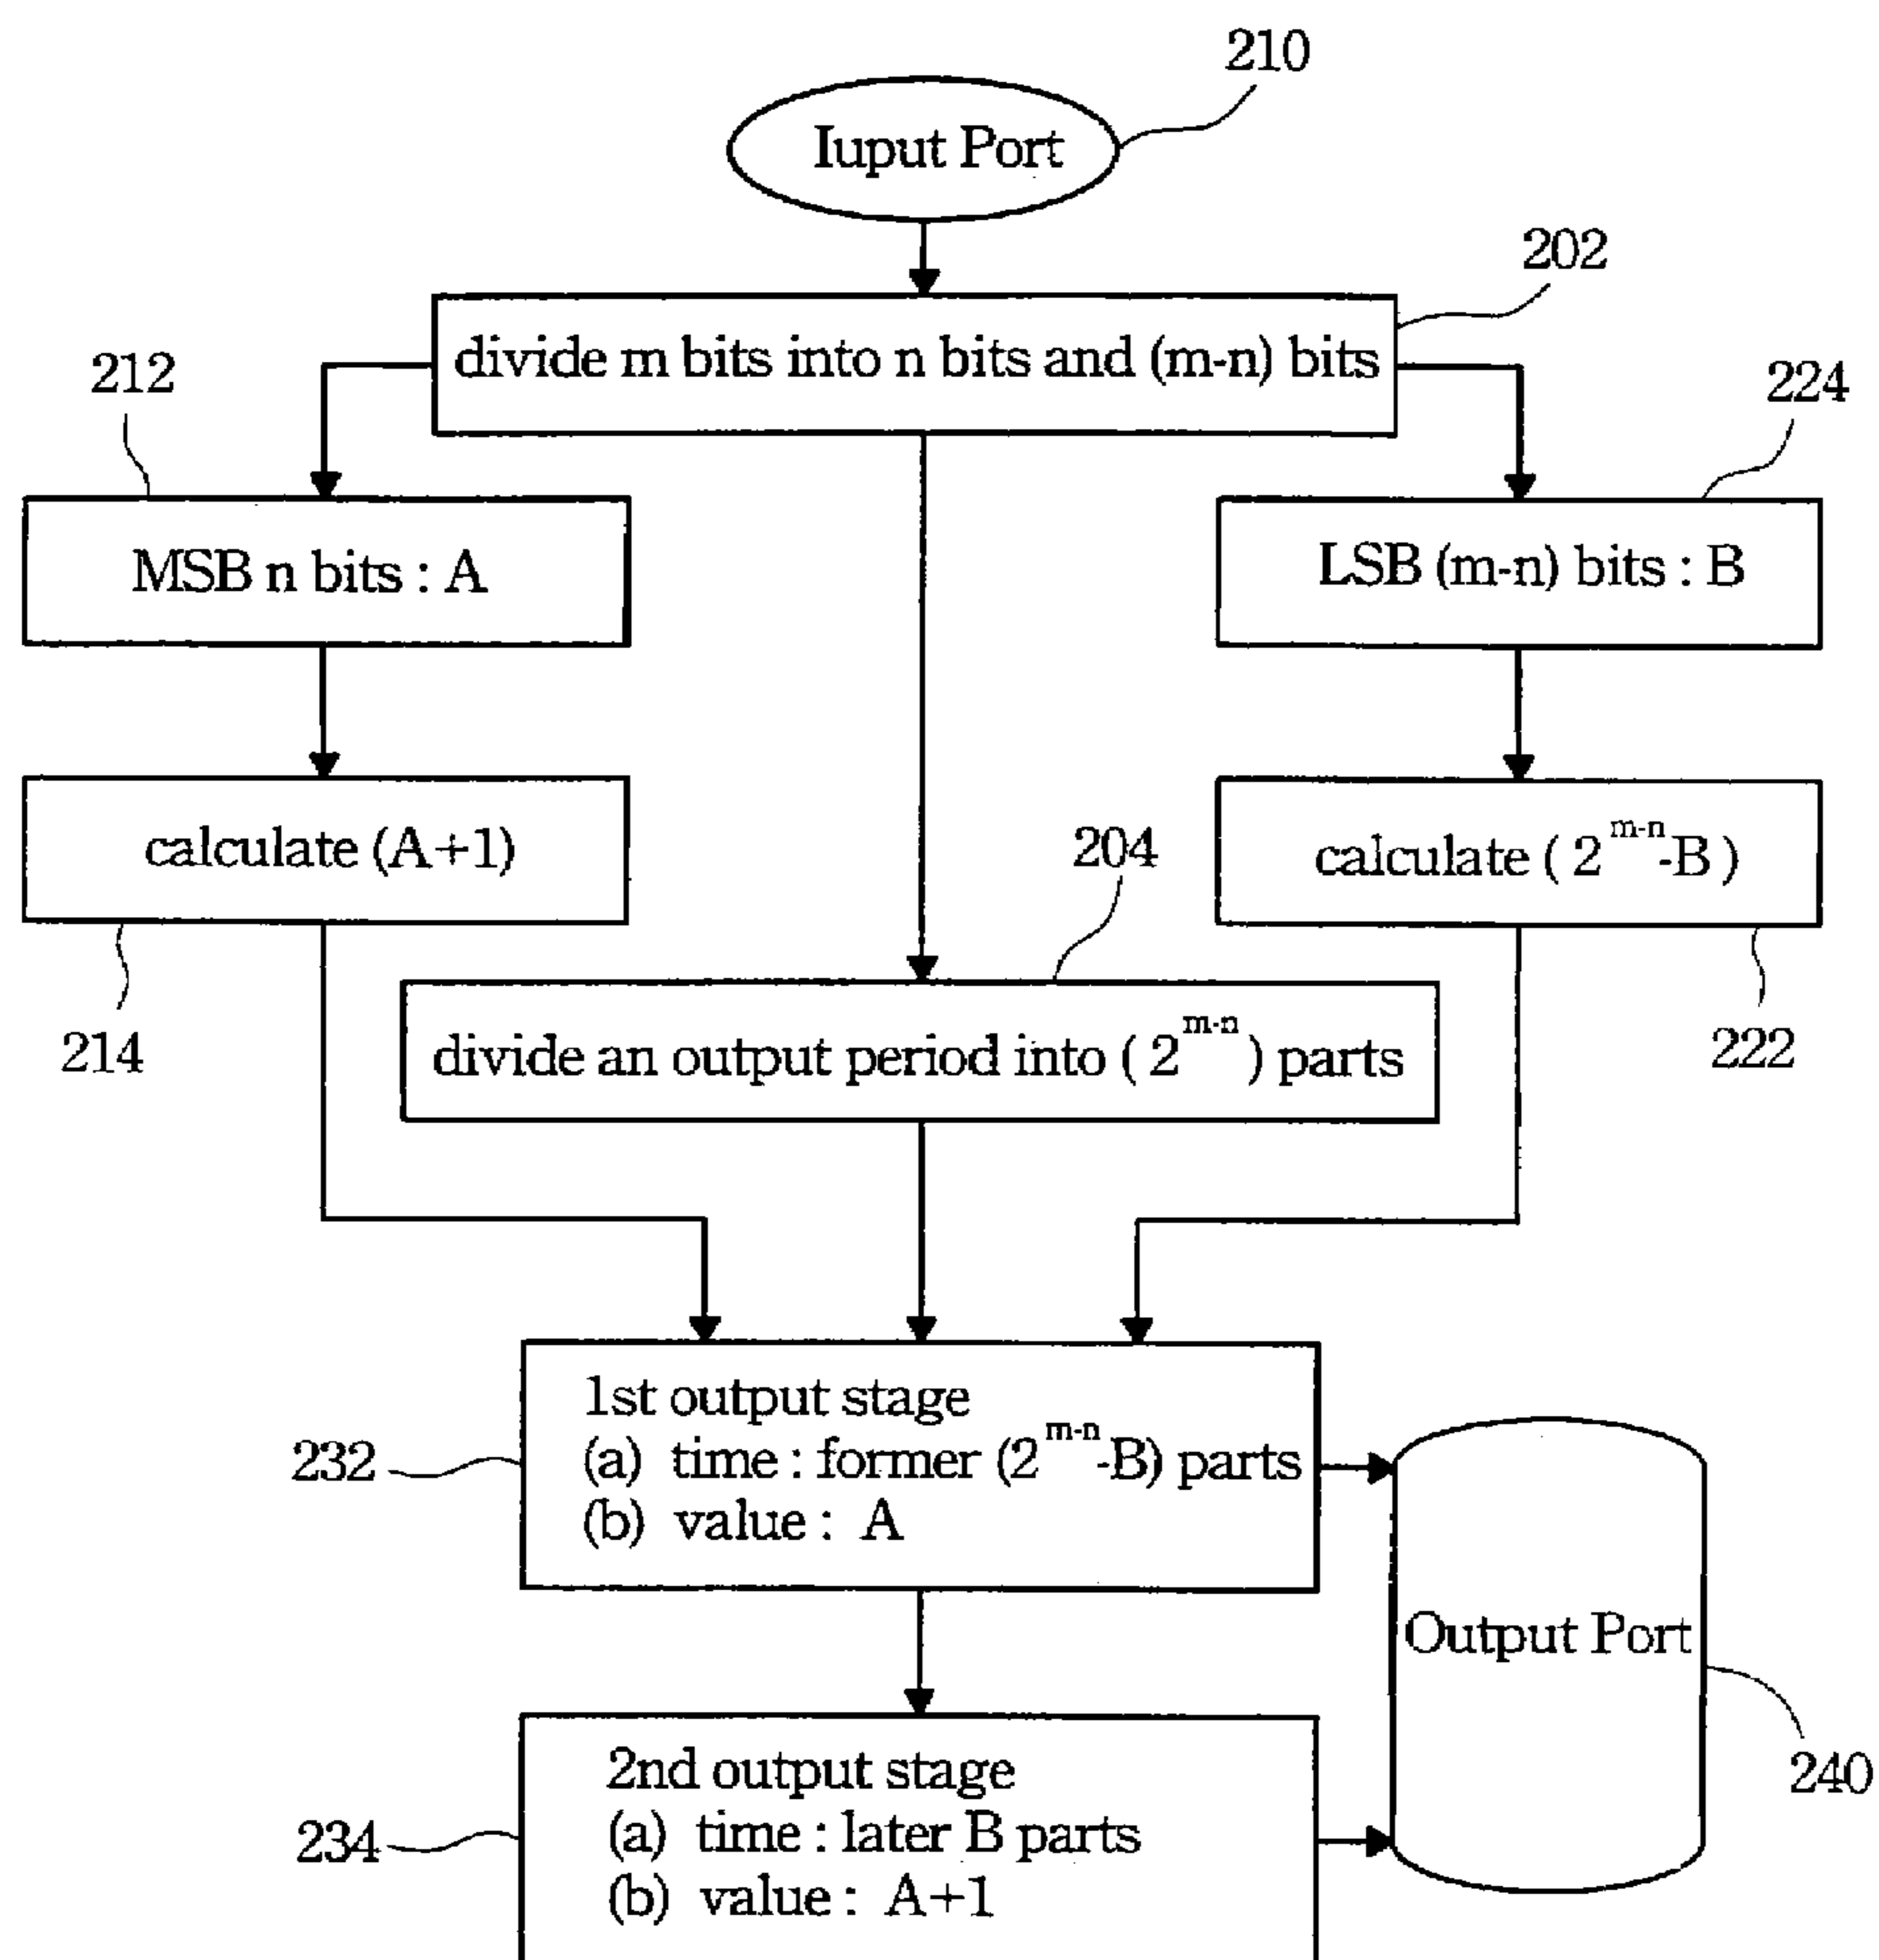 210
Iuput Port
202
divide m bits into n bits and (m-n) bits
212
224
MSB n bits : A
LSB (m-n) bits : B
calculate (A+1)
204
calculate ( 2^m-n -B )
214
divide an output period into ( 2^m-n ) parts
222
1st output stage
232
(a) time : former (2^m-n -B) parts
(b) value : A
Output Port
2nd output stage
240
234
(a) time : later B parts
(b) value : A+1